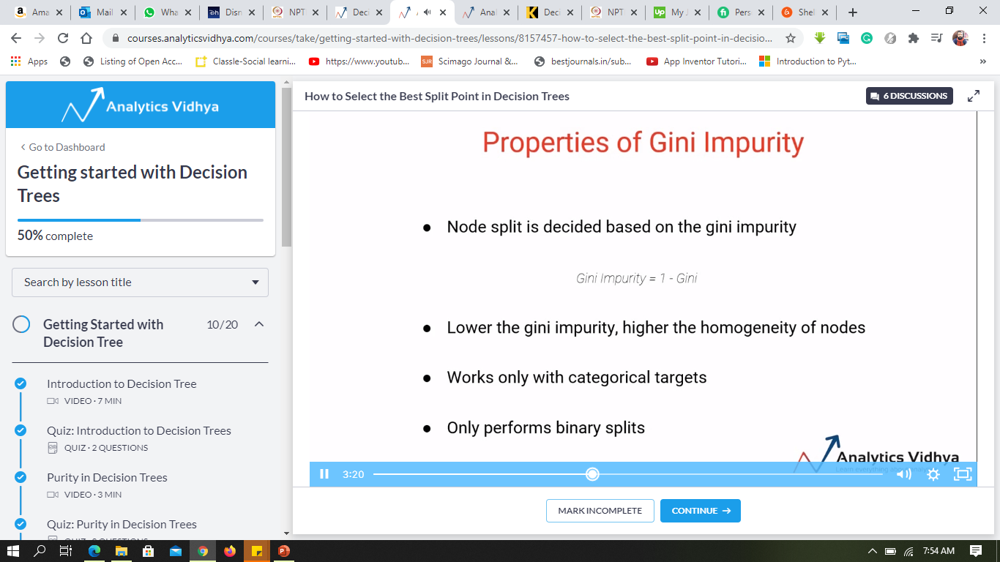 Ama
Mail
Wha
Disn
NPT
Deci
Anal
Deci
NPT
My J
Pers
Shel
courses.analyticsvidhya.com/courses/take/getting-started-with-decision-trees/lessons/8157457-how-to-select-the-best-split-point-in-decisio...
Apps
Listing of Open Acc...
Classle-Social learni...
https://www.youtub...
SJR
Scimago Journal &...
bestjournals.in/sub...
App Inventor Tutori...
Introduction to Pyt...
»
Analytics Vidhya
< Go to Dashboard
Getting started with Decision
Trees
50% complete
Search by lesson title
Getting Started with
Decision Tree
10/20
Introduction to Decision Tree
VIDEO · 7 MIN
Quiz: Introduction to Decision Trees
QUIZ · 2 QUESTIONS
Purity in Decision Trees
VIDEO · 3 MIN
Quiz: Purity in Decision Trees
How to Select the Best Split Point in Decision Trees
6 DISCUSSIONS
Properties of Gini Impurity
● Node split is decided based on the gini impurity
Gini Impurity = 1 - Gini
● Lower the gini impurity, higher the homogeneity of nodes
● Works only with categorical targets
● Only performs binary splits
Analytics Vidhya
3:20
MARK INCOMPLETE
CONTINUE →
7:54 AM